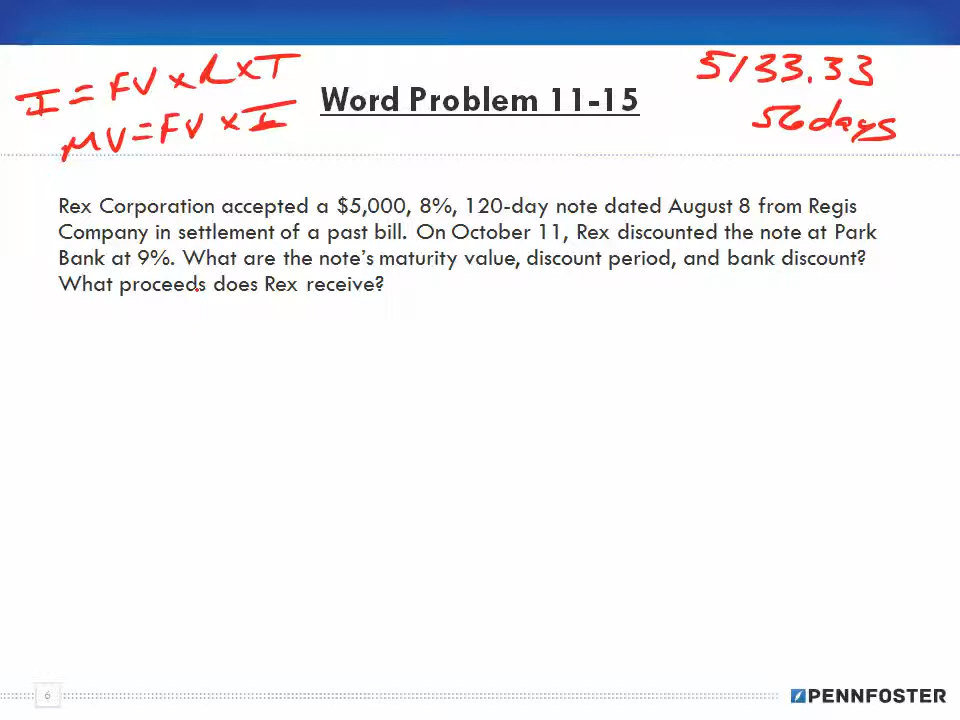 I = FV x R x T
MV = FV x I
5133.33
56 days
Word Problem 11-15
Rex Corporation accepted a $5,000, 8%, 120-day note dated August 8 from Regis
Company in settlement of a past bill. On October 11, Rex discounted the note at Park
Bank at 9%. What are the note's maturity value, discount period, and bank discount?
What proceeds does Rex receive?
6
PENNFOSTER